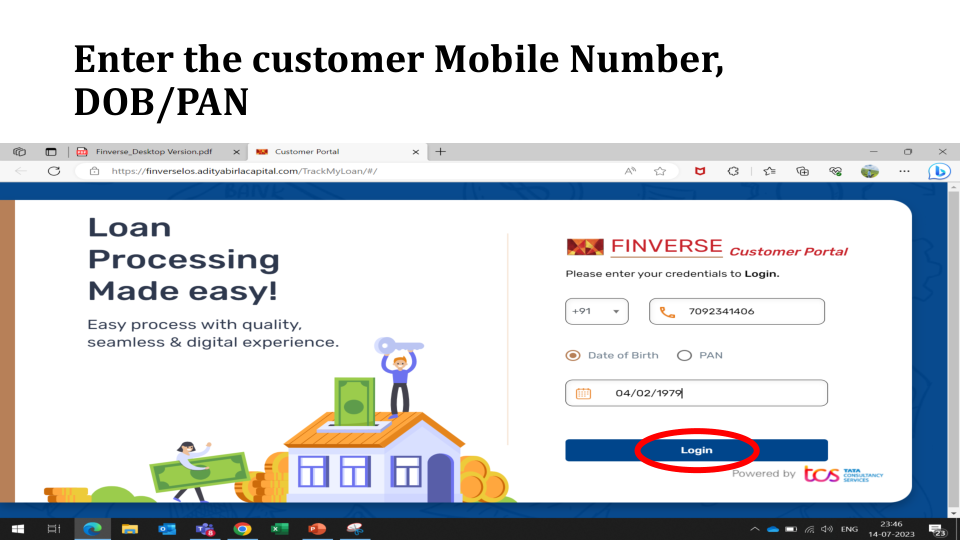 Enter the customer Mobile Number,
DOB/PAN
Finverse_Desktop Version.pdf
Customer Portal
https://finverselos.adityabirlacapital.com/TrackMyLoan/#/
BANK
Loan
Processing
Made easy!
Easy process with quality,
seamless & digital experience.
FINVERSE Customer Portal
Please enter your credentials to Login.
+91
7092341406
Date of Birth
PAN
04/02/1979
Login
Powered by tcs TATA
CONSULTANCY
SERVICES
ENG
23:46
14-07-2023
23